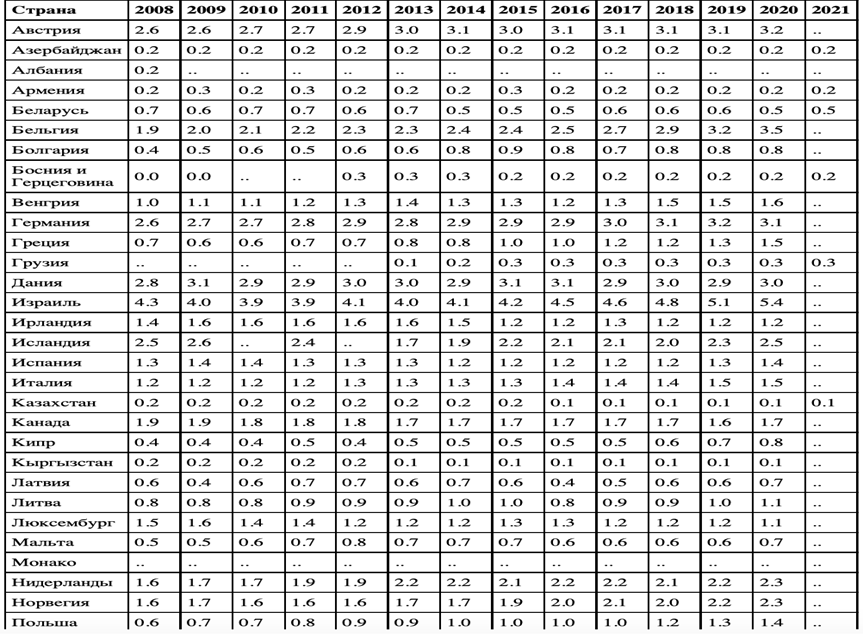 Страна 2008 2009 2010 2011 2012 2013 2014 2015 2016 2017 2018 2019 2020 2021
Австрия 2.6 2.6 2.7 2.7 2.9 3.0 3.1 3.0 3.1 3.1 3.1 3.1 3.2 ..
Азербайджан 0.2 0.2 0.2 0.2 0.2 0.2 0.2 0.2 0.2 0.2 0.2 0.2 0.2 0.2
Албания 0.2 .. .. .. .. .. .. .. .. .. .. .. .. ..
Армения 0.2 0.3 0.2 0.3 0.2 0.2 0.2 0.3 0.2 0.2 0.2 0.2 0.2 0.2
Беларусь 0.7 0.6 0.7 0.7 0.6 0.7 0.5 0.5 0.5 0.6 0.6 0.6 0.5 0.5
Бельгия 1.9 2.0 2.1 2.2 2.3 2.3 2.4 2.4 2.5 2.7 2.9 3.2 3.5 ..
Болгария 0.4 0.5 0.6 0.5 0.6 0.6 0.8 0.9 0.8 0.7 0.8 0.8 0.8 ..
Босния и
Герцеговина 0.0 0.0 .. .. 0.3 0.3 0.3 0.2 0.2 0.2 0.2 0.2 0.2 0.2
Венгрия 1.0 1.1 1.1 1.2 1.3 1.4 1.3 1.3 1.2 1.3 1.5 1.5 1.6 ..
Германия 2.6 2.7 2.7 2.8 2.9 2.8 2.9 2.9 2.9 3.0 3.1 3.2 3.1 ..
Греция 0.7 0.6 0.6 0.7 0.7 0.8 0.8 1.0 1.0 1.2 1.2 1.3 1.5 ..
Грузия .. .. .. .. .. 0.1 0.2 0.3 0.3 0.3 0.3 0.3 0.3 0.3
Дания 2.8 3.1 2.9 2.9 3.0 3.0 2.9 3.1 3.1 2.9 3.0 2.9 3.0 ..
Израиль 4.3 4.0 3.9 3.9 4.1 4.0 4.1 4.2 4.5 4.6 4.8 5.1 5.4 ..
Ирландия 1.4 1.6 1.6 1.6 1.6 1.6 1.5 1.2 1.2 1.3 1.2 1.2 1.2 ..
Исландия 2.5 2.6 .. 2.4 .. 1.7 1.9 2.2 2.1 2.1 2.0 2.3 2.5 ..
Испания 1.3 1.4 1.4 1.3 1.3 1.3 1.2 1.2 1.2 1.2 1.2 1.3 1.4 ..
Италия 1.2 1.2 1.2 1.2 1.3 1.3 1.3 1.3 1.4 1.4 1.4 1.5 1.5 ..
Казахстан 0.2 0.2 0.2 0.2 0.2 0.2 0.2 0.2 0.1 0.1 0.1 0.1 0.1 0.1
Канада 1.9 1.9 1.8 1.8 1.8 1.7 1.7 1.7 1.7 1.7 1.7 1.6 1.7 ..
Кипр 0.4 0.4 0.4 0.5 0.4 0.5 0.5 0.5 0.5 0.5 0.6 0.7 0.8 ..
Кыргызстан 0.2 0.2 0.2 0.2 0.2 0.1 0.1 0.1 0.1 0.1 0.1 0.1 0.1 ..
Латвия 0.6 0.4 0.6 0.7 0.7 0.6 0.7 0.6 0.4 0.5 0.6 0.6 0.7 ..
Литва 0.8 0.8 0.8 0.9 0.9 0.9 1.0 1.0 0.8 0.9 0.9 1.0 1.1 ..
Люксембург 1.5 1.6 1.4 1.4 1.2 1.2 1.2 1.3 1.3 1.2 1.2 1.2 1.1 ..
Мальта 0.5 0.5 0.6 0.7 0.8 0.7 0.7 0.7 0.6 0.6 0.6 0.6 0.7 ..
Монако .. .. .. .. .. .. .. .. .. .. .. .. .. ..
Нидерланды 1.6 1.7 1.7 1.9 1.9 2.2 2.2 2.1 2.2 2.2 2.1 2.2 2.3 ..
Норвегия 1.6 1.7 1.6 1.6 1.6 1.7 1.7 1.9 2.0 2.1 2.0 2.2 2.3 ..
Польша 0.6 0.7 0.7 0.8 0.9 0.9 1.0 1.0 1.0 1.0 1.2 1.3 1.4 ..